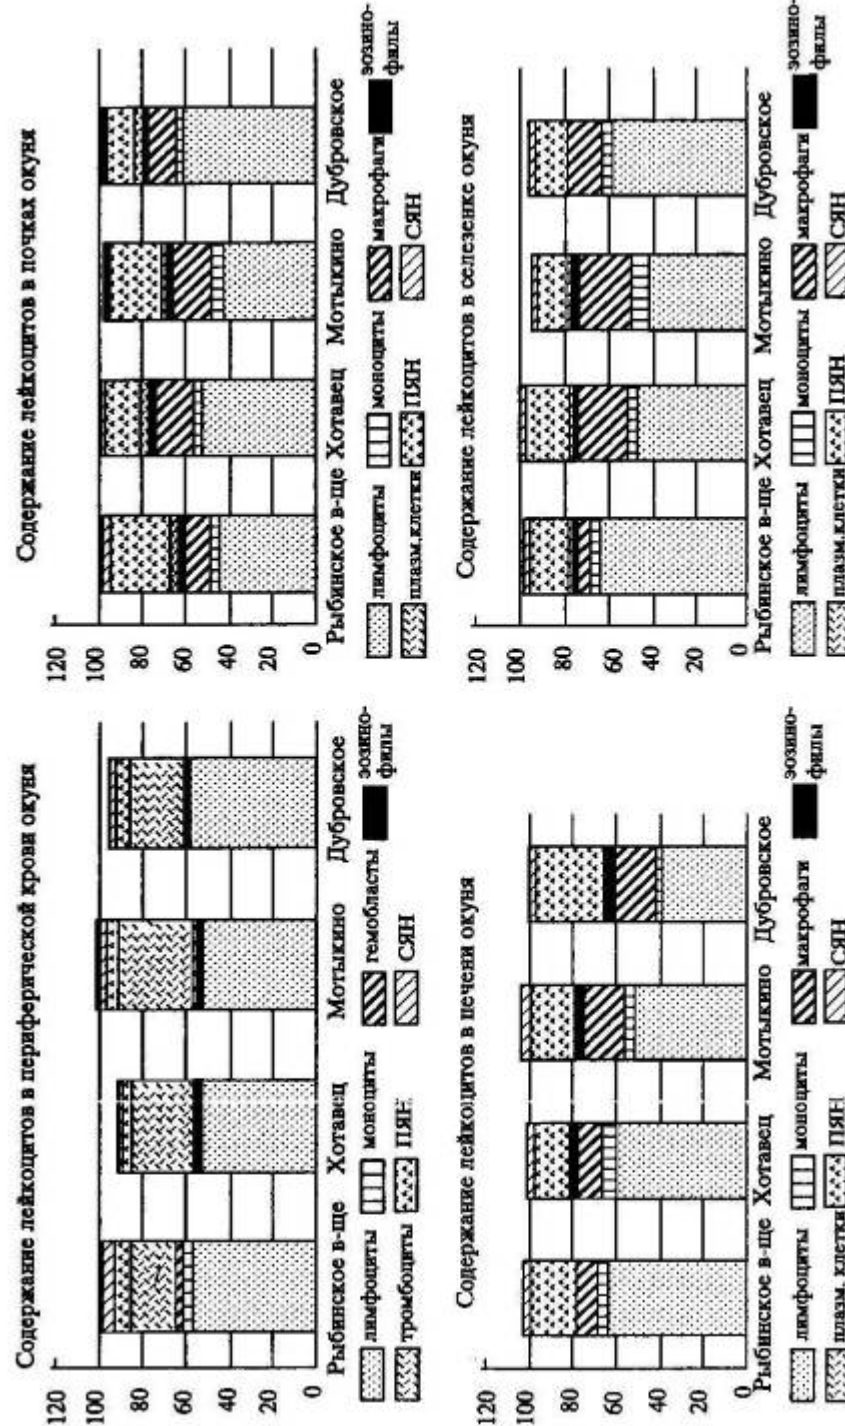 Содержание лейкоцитов в периферической крови окуня
120
100
80
60
40
20
0
Рыбинское в-ще Хотавец Мотыкино Дубровское
лимфоциты моноциты гемобласты эозино-
филы
тромбоциты ПЯН СЯН
Содержание лейкоцитов в почках окуня
120
100
80
60
40
20
0
Рыбинское в-ще Хотавец Мотыкино Дубровское
лимфоциты моноциты макрофаги эозино-
филы
плазм.клетки ПЯН СЯН
Содержание лейкоцитов в печени окуня
120
100
80
60
40
20
0
Рыбинское в-ще Хотавец Мотыкино Дубровское
лимфоциты моноциты макрофаги эозино-
филы
плазм. клетки ПЯН СЯН
Содержание лейкоцитов в селезенке окуня
120
100
80
60
40
20
0
Рыбинское в-ще Хотавец Мотыкино Дубровское
лимфоциты моноциты макрофаги эозино-
филы
плазм.клетки ПЯН СЯН